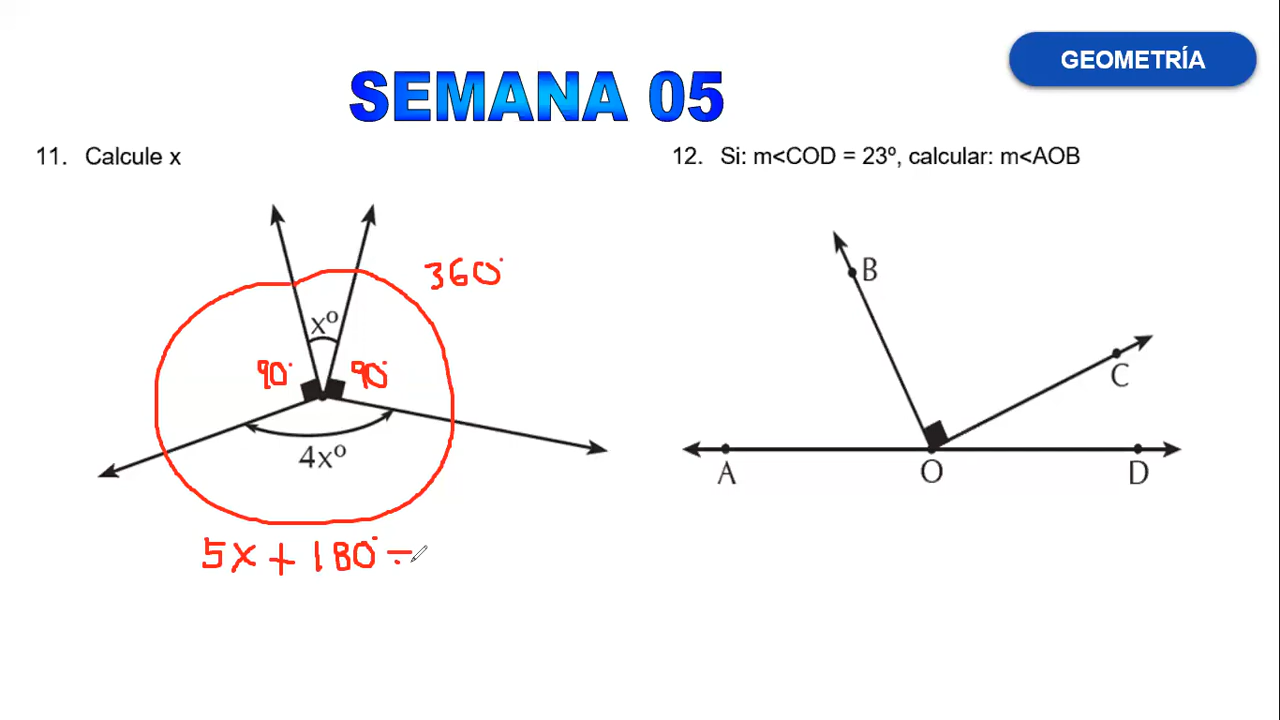 GEOMETRÍA
SEMANA 05
11. Calcule x
xº
360°
90°
90°
4xº
5x + 180° =
12. Si: m<COD = 23º, calcular: m<AOB
B
C
A
O
D